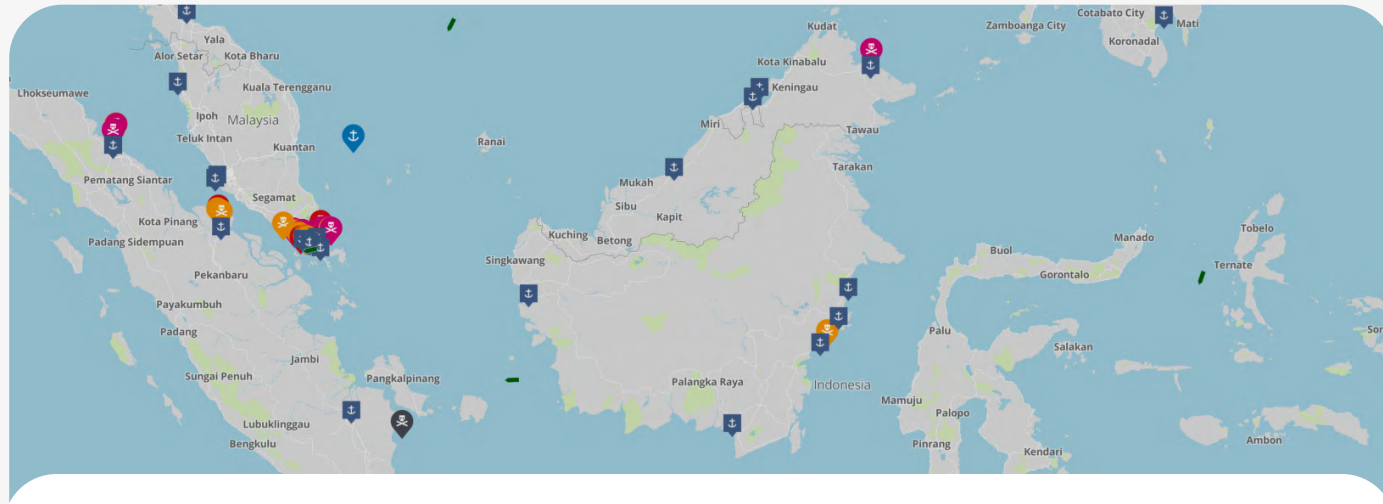 Kudat
Cotabato City
Mati
Zamboanga City
Koronadal
Yala
Alor Setar
Kota Bharu
Kota Kinabalu
Keningau
Lhokseumawe
Kuala Terengganu
Ipoh
Malaysia
Miri
Tawau
Teluk Intan
Kuantan
Ranai
Tarakan
Pematang Siantar
Mukah
Segamat
Sibu
Kapit
Kota Pinang
Kuching
Betong
Tobelo
Padang Sidempuan
Manado
Buol
Singkawang
Ternate
Pekanbaru
Gorontalo
Payakumbuh
Padang
Palu
Sor
Salakan
Jambi
Sungai Penuh
Pangkalpinang
Palangka Raya
Indonesia
Mamuju
Palopo
Lubuklinggau
Bengkulu
Pinrang
Kendari
Ambon